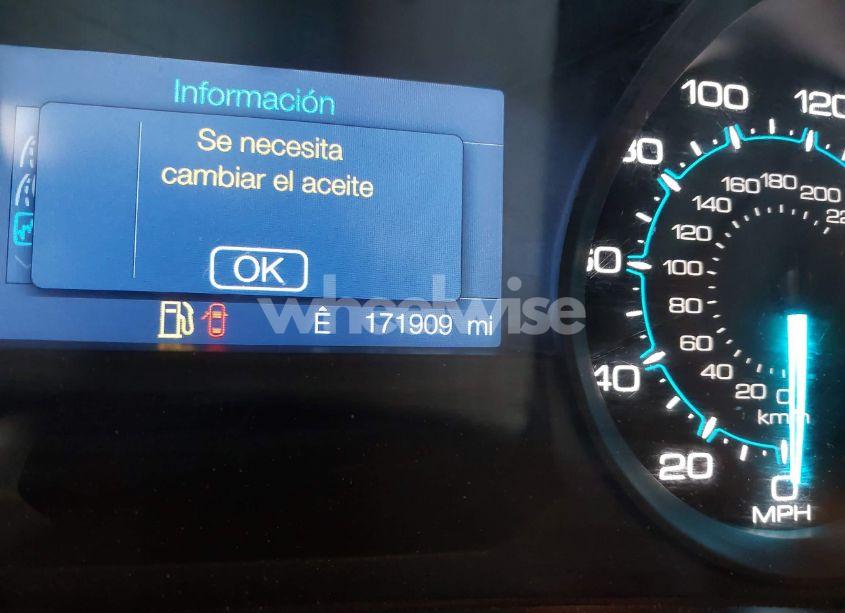 Información
Se necesita
cambiar el aceite
OK
Ê 171909 mi
wheelwise
100 120
80
60
40
20
0
MPH
160 180 200
140
120
100
80
60
40
20
0
km/h